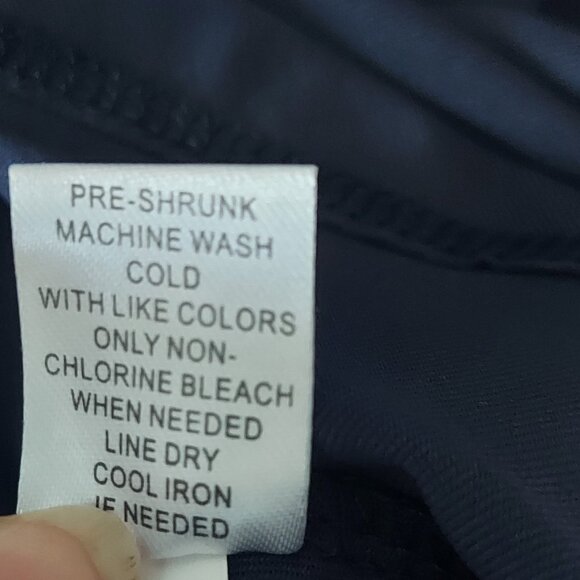 PRE-SHRUNK
MACHINE WASH
COLD
WITH LIKE COLORS
ONLY NON-
CHLORINE BLEACH
WHEN NEEDED
LINE DRY
COOL IRON
IF NEEDED